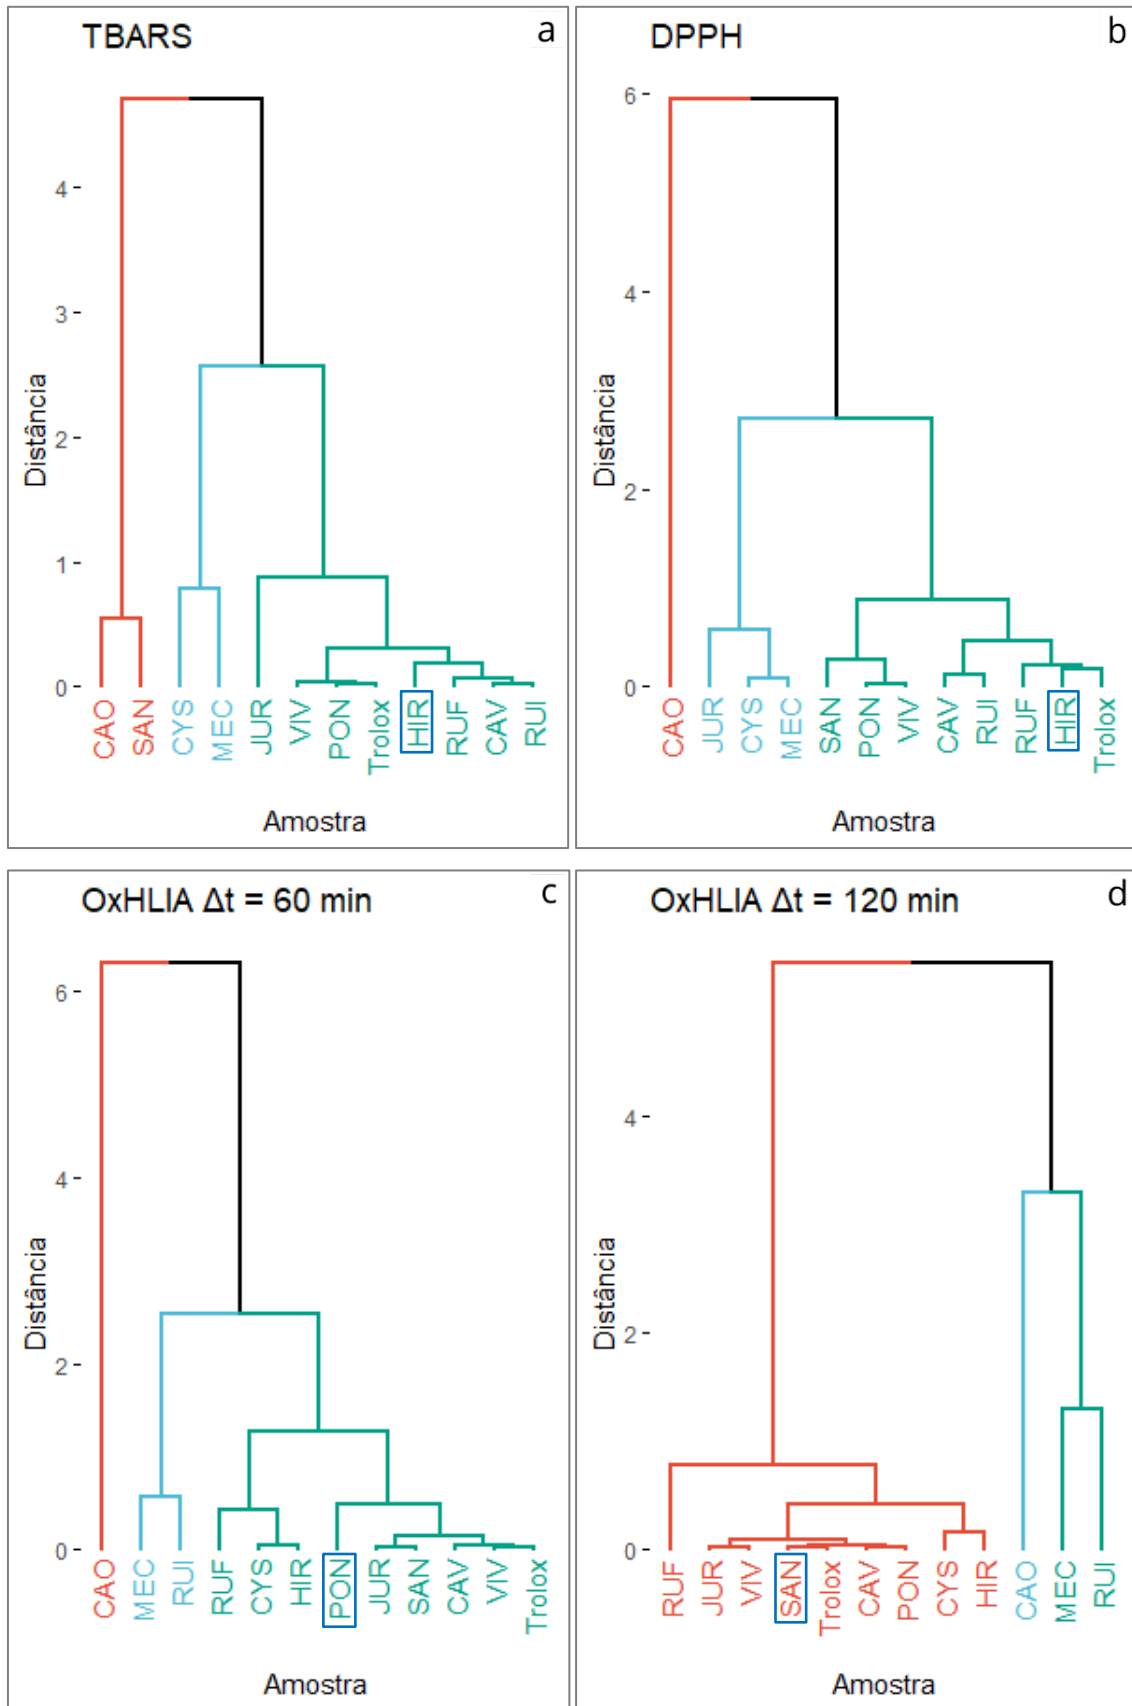 TBARS
a
4
3
2
1
0
Distância
CAO
SAN
CYS
MEC
JUR
VIV
PON
Trolox
HIR
RUF
CAV
RUI
Amostra
DPPH
b
6
4
2
0
Distância
CAO
JUR
CYS
MEC
SAN
PON
VIV
CAV
RUI
RUF
HIR
Trolox
Amostra
OxHLIA Δt = 60 min
c
6
4
2
0
Distância
CAO
MEC
RUI
RUF
CYS
HIR
PON
JUR
SAN
CAV
VIV
Trolox
Amostra
OxHLIA Δt = 120 min
d
4
2
0
Distância
RUF
JUR
VIV
SAN
Trolox
CAV
PON
CYS
HIR
CAO
MEC
RUI
Amostra